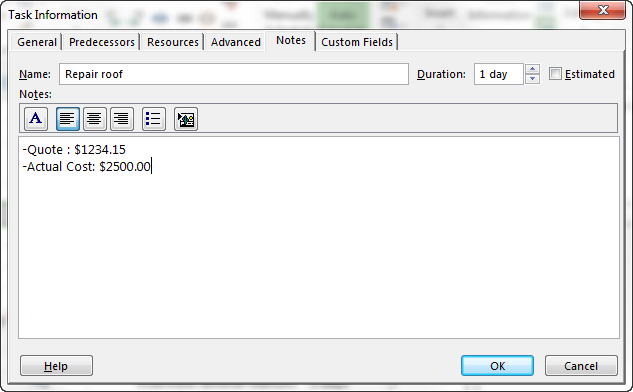 Task Information
General Predecessors Resources Advanced Notes Custom Fields
Name: Repair roof Duration: 1 day Estimated
Notes:
A
-Quote : $1234.15
-Actual Cost: $2500.00
Help OK Cancel